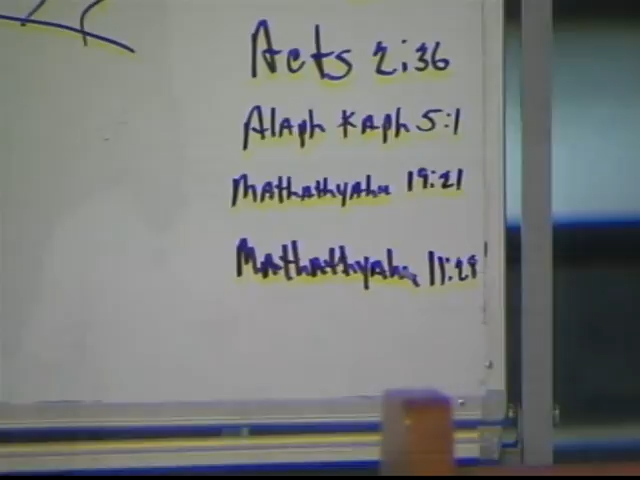 Acts 2:36
Alaph Kaph 5:1
Mathathyahu 19:21
Mathathyahu 11:28